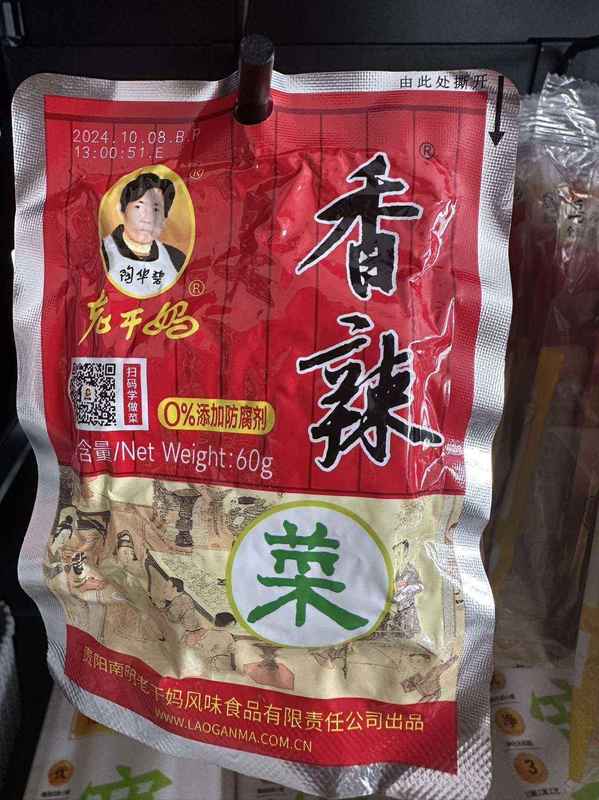 由此处撕开
2024.10.08.B.R
13:00:51.E
陶华碧
老干妈®
香辣®
扫码学做菜
0%添加防腐剂
含量/Net Weight:60g
菜
贵阳南明老干妈风味食品有限责任公司出品
WWW.LAOGANMA.COM.CN
3